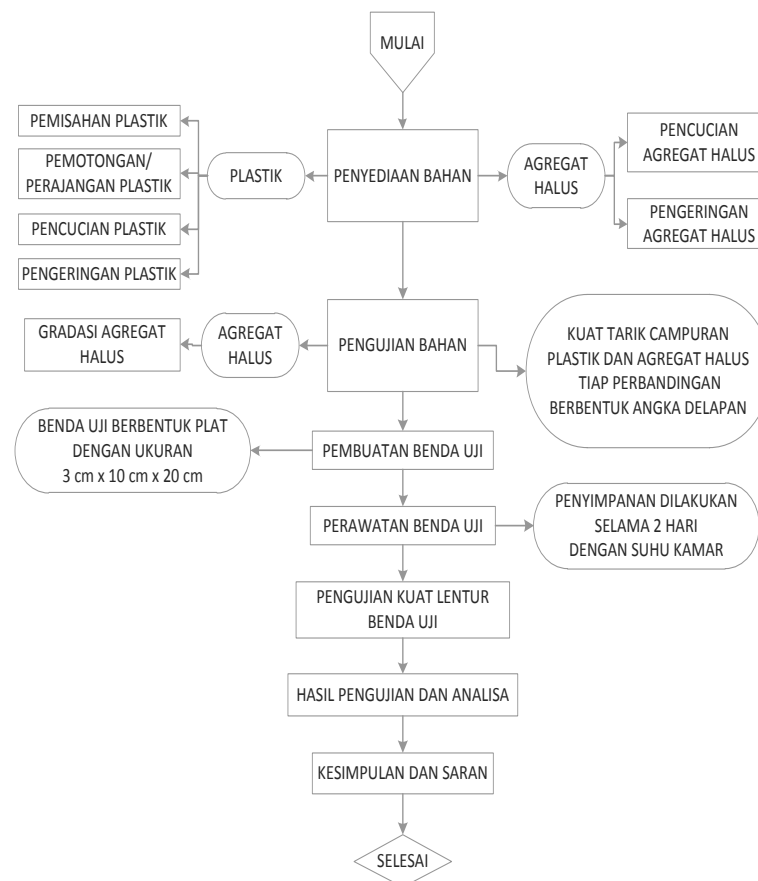 MULAI
PEMISAHAN PLASTIK
PEMOTONGAN/
PERAJANGAN PLASTIK
PENCUCIAN PLASTIK
PENGERINGAN PLASTIK
PLASTIK
PENYEDIAAN BAHAN
AGREGAT
HALUS
PENCUCIAN
AGREGAT HALUS
PENGERINGAN
AGREGAT HALUS
GRADASI AGREGAT
HALUS
AGREGAT
HALUS
PENGUJIAN BAHAN
KUAT TARIK CAMPURAN
PLASTIK DAN AGREGAT HALUS
TIAP PERBANDINGAN
BERBENTUK ANGKA DELAPAN
BENDA UJI BERBENTUK PLAT
DENGAN UKURAN
3 cm x 10 cm x 20 cm
PEMBUATAN BENDA UJI
PERAWATAN BENDA UJI
PENYIMPANAN DILAKUKAN
SELAMA 2 HARI
DENGAN SUHU KAMAR
PENGUJIAN KUAT LENTUR
BENDA UJI
HASIL PENGUJIAN DAN ANALISA
KESIMPULAN DAN SARAN
SELESAI